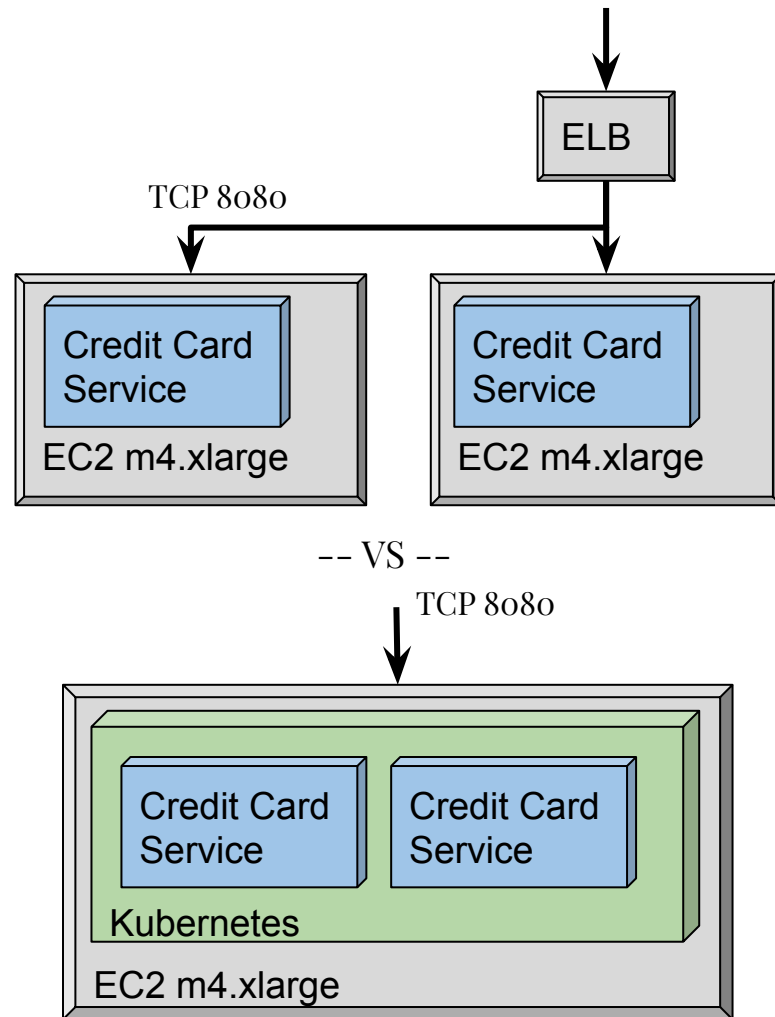 ELB
TCP 8080
Credit Card
Service
EC2 m4.xlarge
Credit Card
Service
EC2 m4.xlarge
-- VS --
TCP 8080
Credit Card
Service
Credit Card
Service
Kubernetes
EC2 m4.xlarge